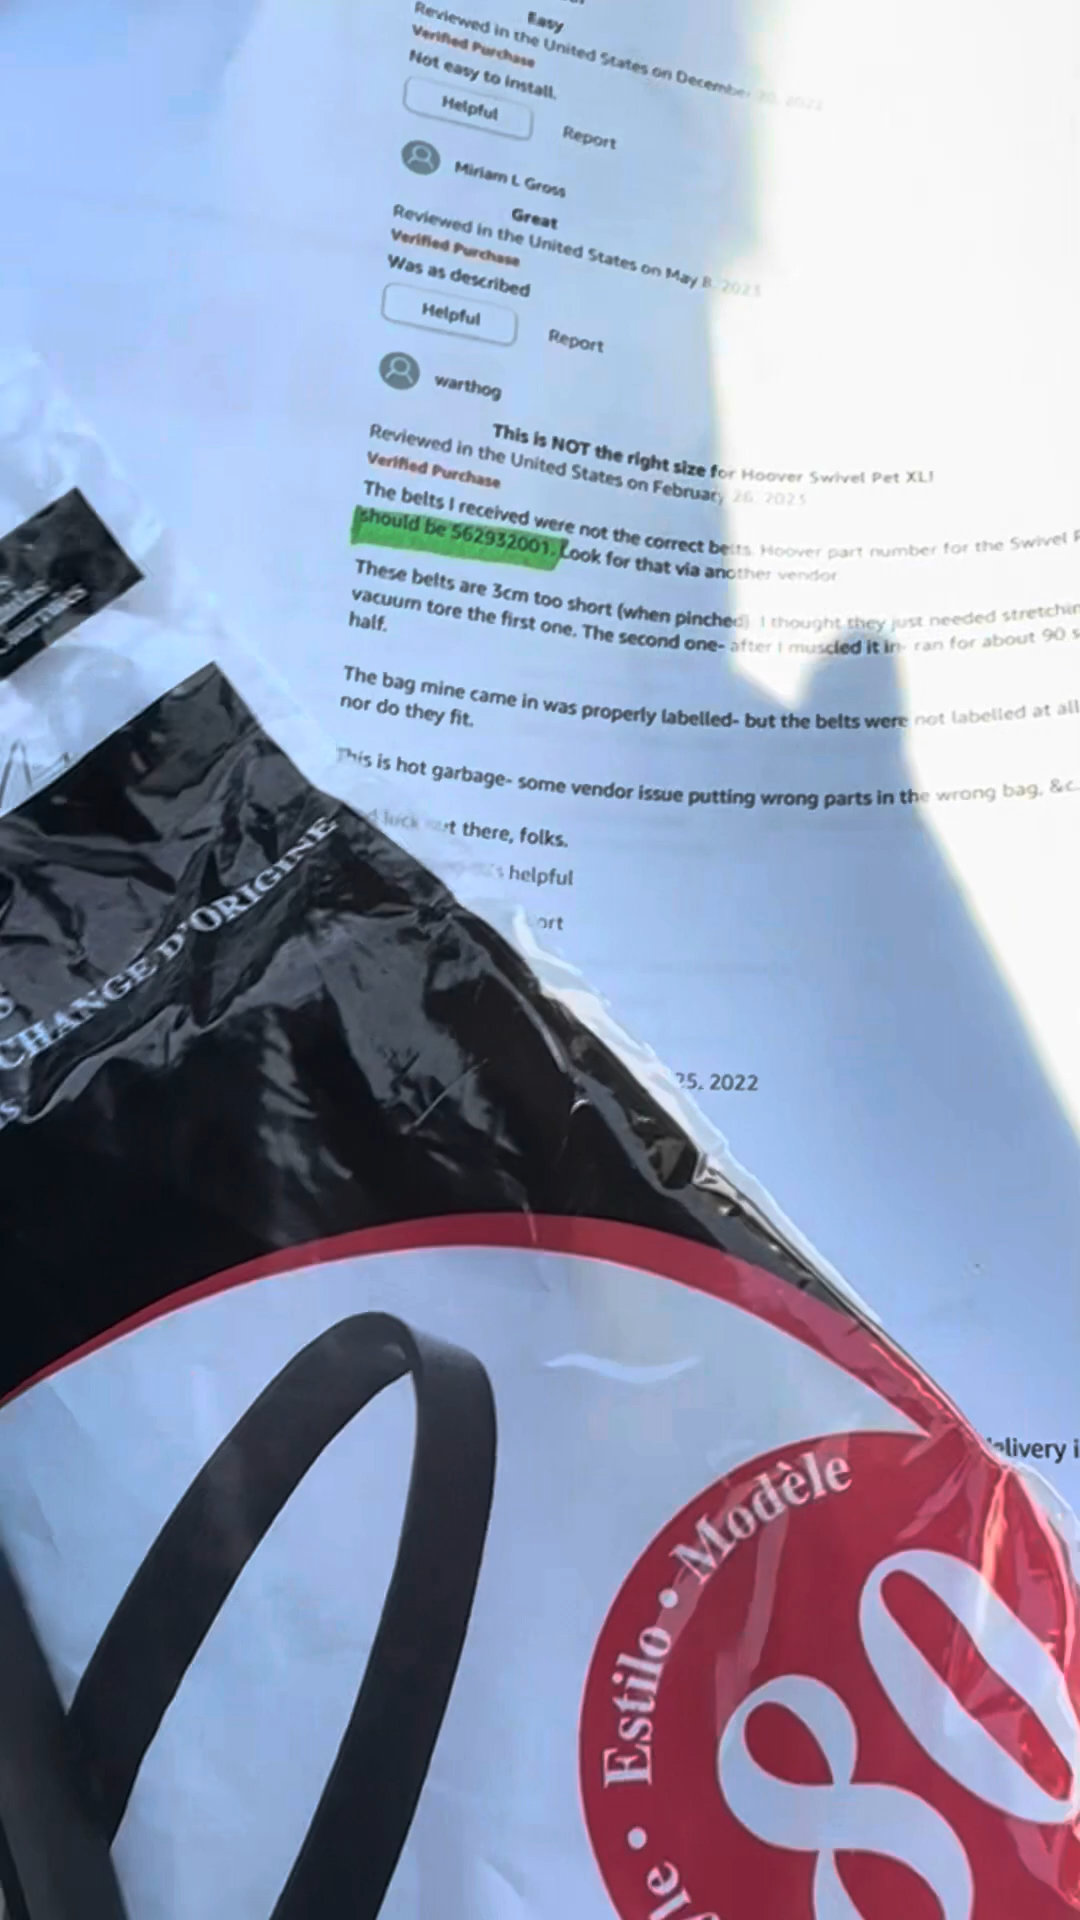 Easy
Reviewed in the United States on December 20, 2022
Verified Purchase
Not easy to install.
Helpful
Report
Miriam L Gross
Great
Reviewed in the United States on May 8, 2023
Verified Purchase
Was as described
Helpful
Report
warthog
This is NOT the right size for Hoover Swivel Pet XL!
Reviewed in the United States on February 26, 2023
Verified Purchase
The belts I received were not the correct belts. Hoover part number for the Swivel
should be 562932001. Look for that via another vendor
These belts are 3cm too short (when pinched) I thought they just needed
vacuum tore the first one. The second one- after I muscled it in- ran for about 90
half.
The bag mine came in was properly labelled- but the belts were not labelled at all
nor do they fit.
This is hot garbage- some vendor issue putting wrong parts in the wrong bag, &c.
luck out there, folks.
helpful
25, 2022
CHANGE D'ORIGINE
Modèle
Estilo
80